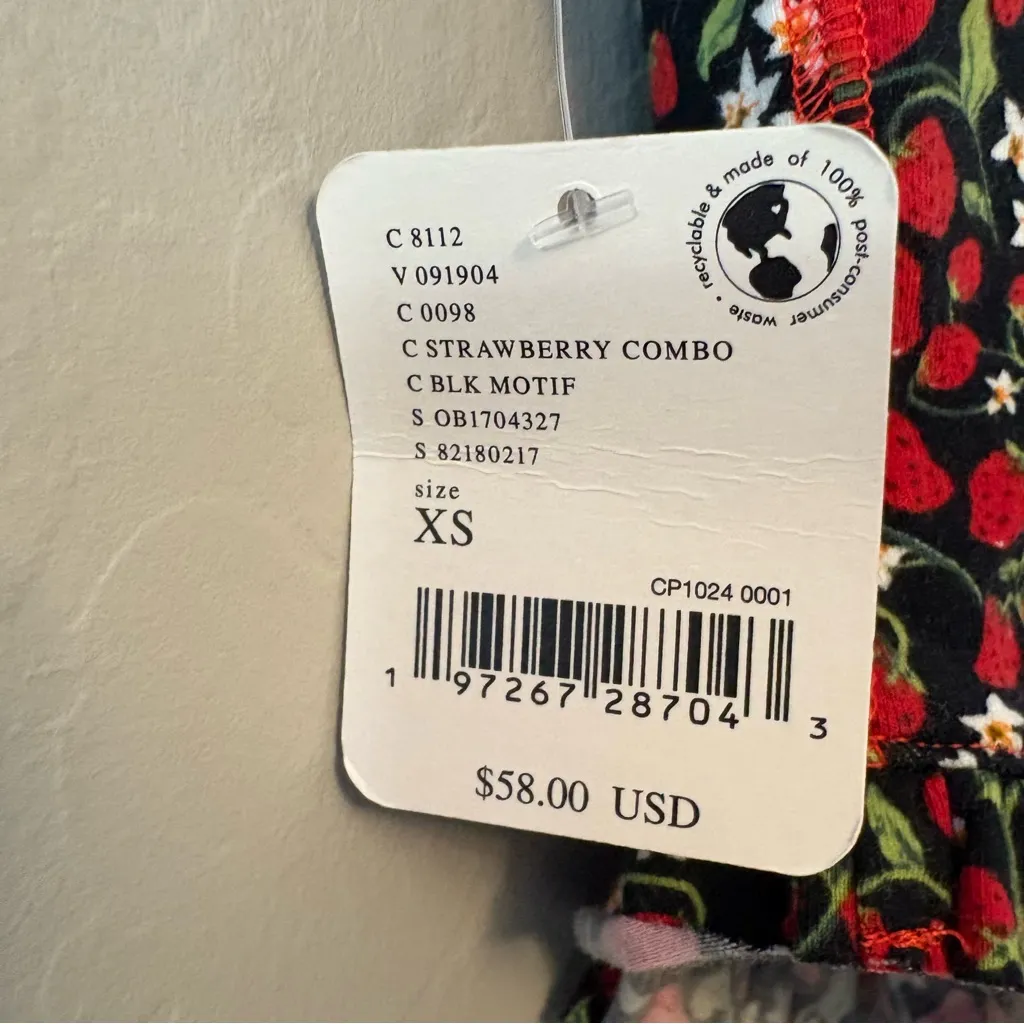 recyclable & made of 100% post-consumer waste •
C 8112
V 091904
C 0098
C STRAWBERRY COMBO
C BLK MOTIF
S OB1704327
S 82180217
size
XS
CP1024 0001
1 97267 28704 3
$58.00 USD